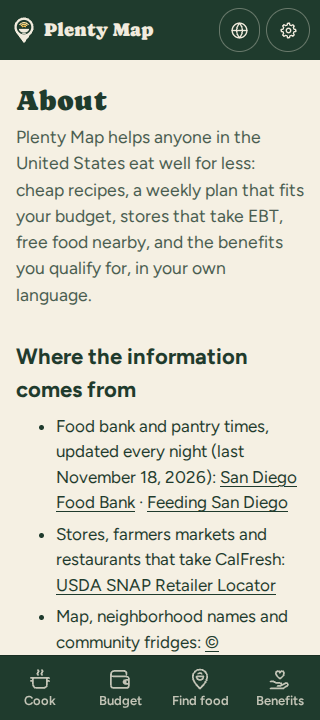 Plenty Map
About
Plenty Map helps anyone in the
United States eat well for less:
cheap recipes, a weekly plan that fits
your budget, stores that take EBT,
free food nearby, and the benefits
you qualify for, in your own
language.
Where the information
comes from
• Food bank and pantry times,
updated every night (last
November 18, 2026): San Diego
Food Bank · Feeding San Diego
• Stores, farmers markets and
restaurants that take CalFresh:
USDA SNAP Retailer Locator
• Map, neighborhood names and
community fridges: ©
Cook
Budget
Find food
Benefits